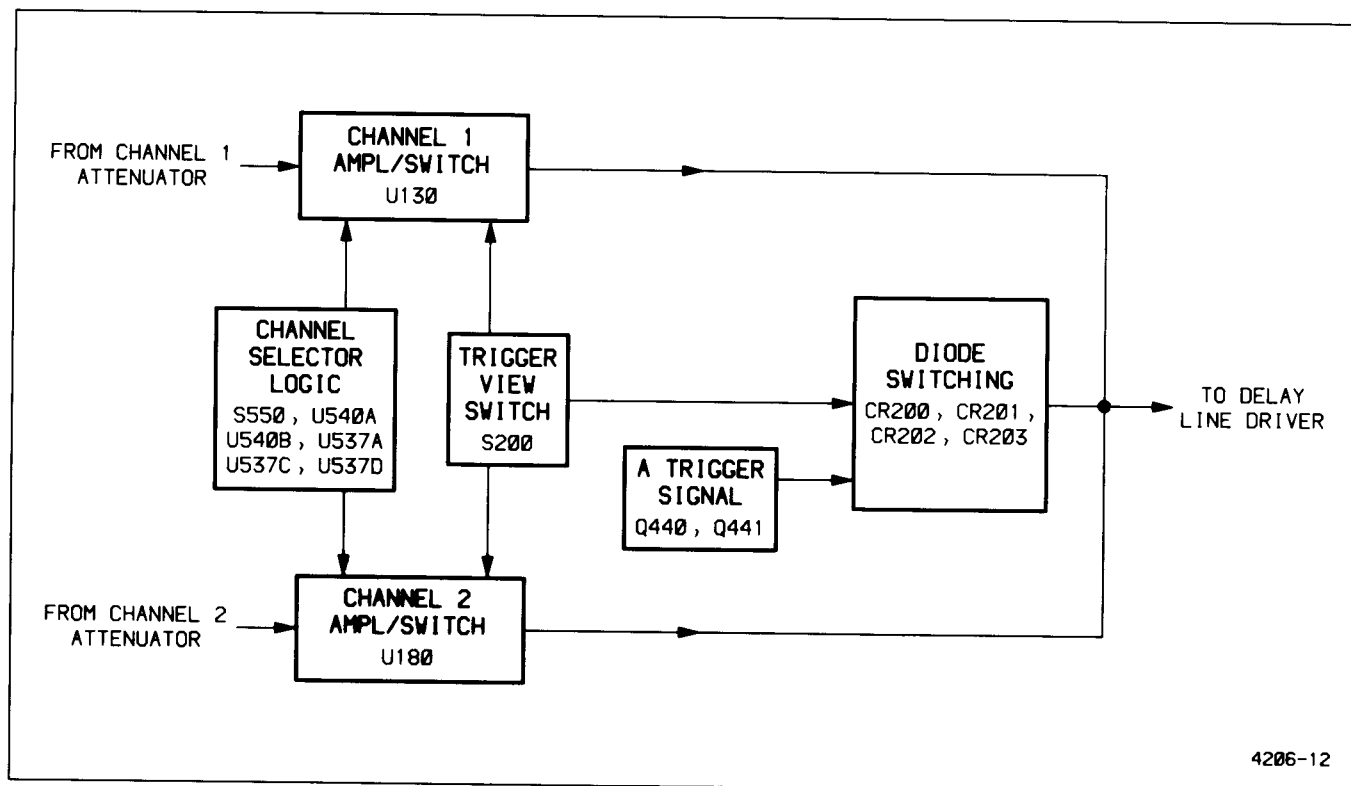 FROM CHANNEL 1
ATTENUATOR
CHANNEL 1
AMPL/SWITCH
U130
CHANNEL
SELECTOR
LOGIC
S550, U540A
U540B, U537A
U537C, U537D
TRIGGER
VIEW
SWITCH
S200
DIODE
SWITCHING
CR200, CR201,
CR202, CR203
A TRIGGER
SIGNAL
Q440, Q441
TO DELAY
LINE DRIVER
FROM CHANNEL 2
ATTENUATOR
CHANNEL 2
AMPL/SWITCH
U180
4206-12